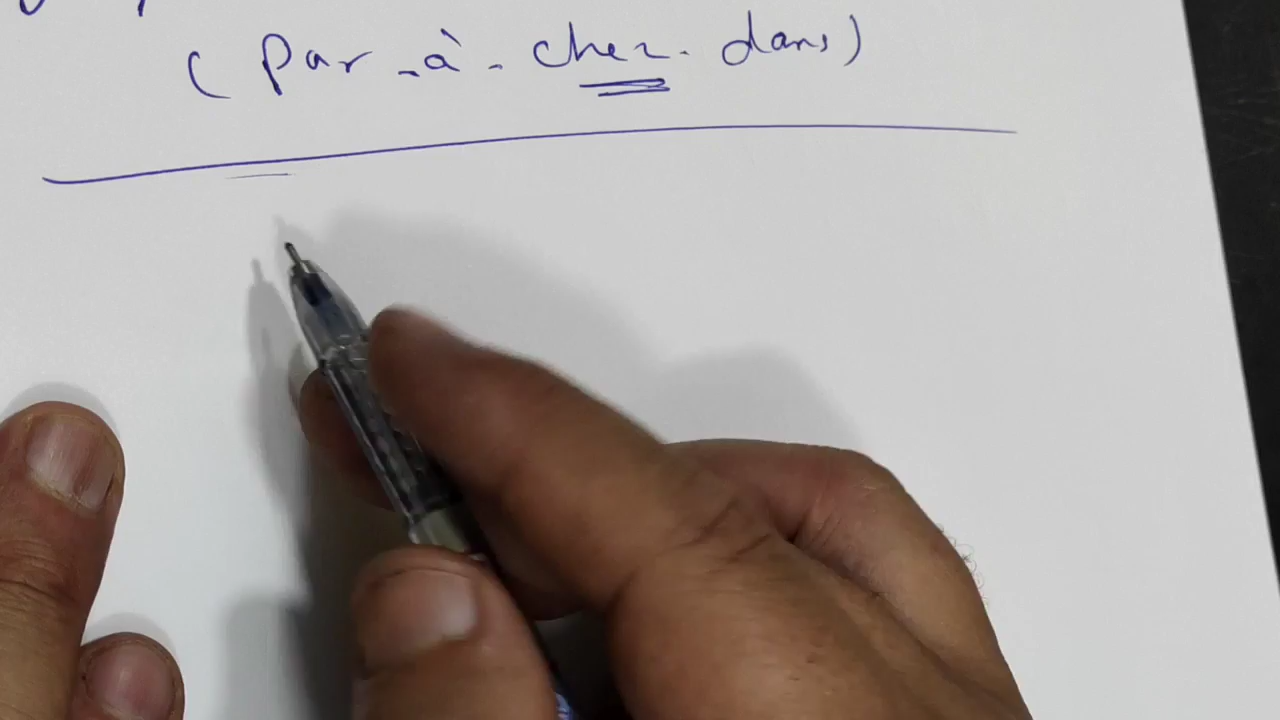 ( Par - à - chez - dans )